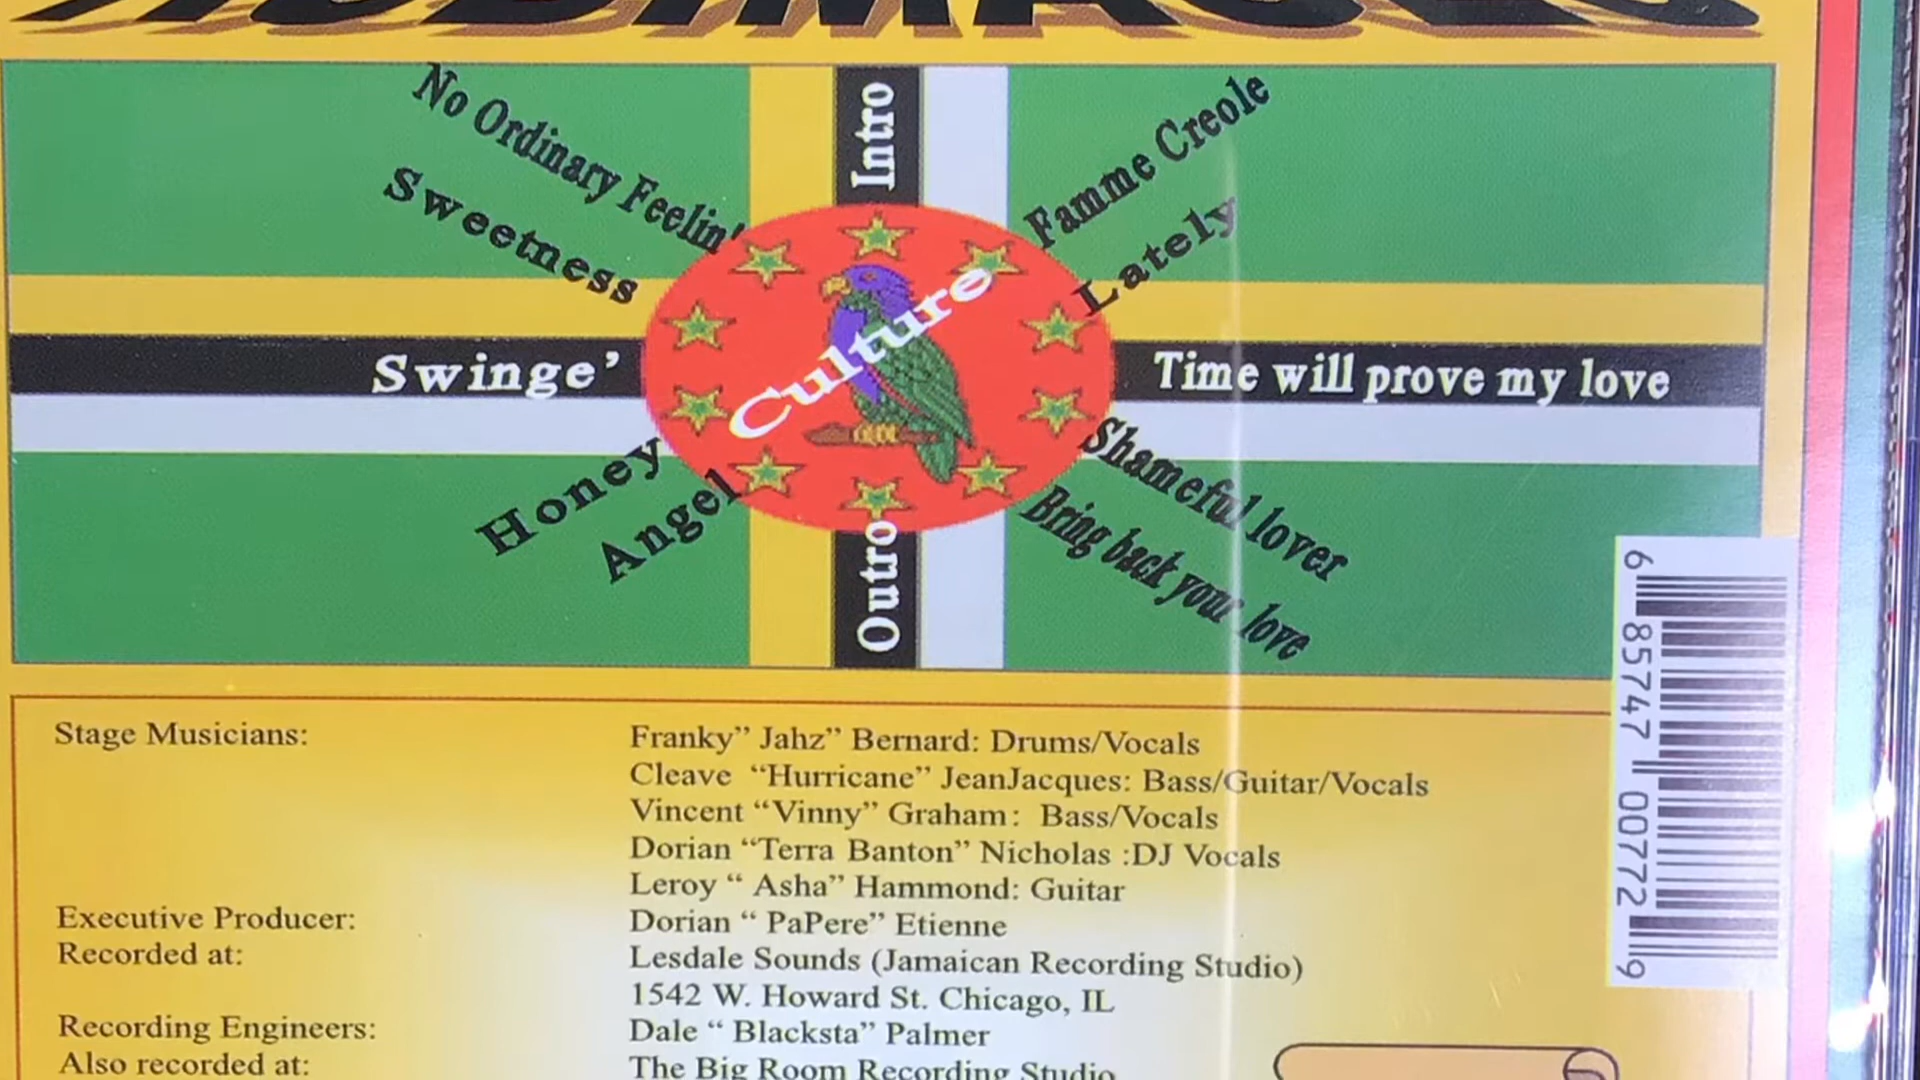 No Ordinary Feelin'
Sweetness
Intro
Famme Creole
Lately
Culture
Swinge’
Time will prove my love
Honey
Angel
Outro
Shameful lover
Bring back your love
6 85747 00772 9
Stage Musicians:
Franky” Jahz” Bernard: Drums/Vocals
Cleave “Hurricane” JeanJacques: Bass/Guitar/Vocals
Vincent “Vinny” Graham: Bass/Vocals
Dorian “Terra Banton” Nicholas :DJ Vocals
Leroy “ Asha” Hammond: Guitar
Executive Producer: Dorian “ PaPere” Etienne
Recorded at: Lesdale Sounds (Jamaican Recording Studio)
1542 W. Howard St. Chicago, IL
Recording Engineers: Dale “ Blacksta” Palmer
Also recorded at: The Big Room Recording Studio